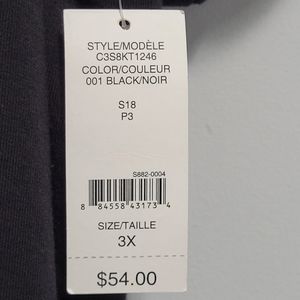 STYLE/MODÈLE
C3S8KT1246
COLOR/COULEUR
001 BLACK/NOIR
S18
P3
S882-0004
8 84558 43173 4
SIZE/TAILLE
3X
$54.00